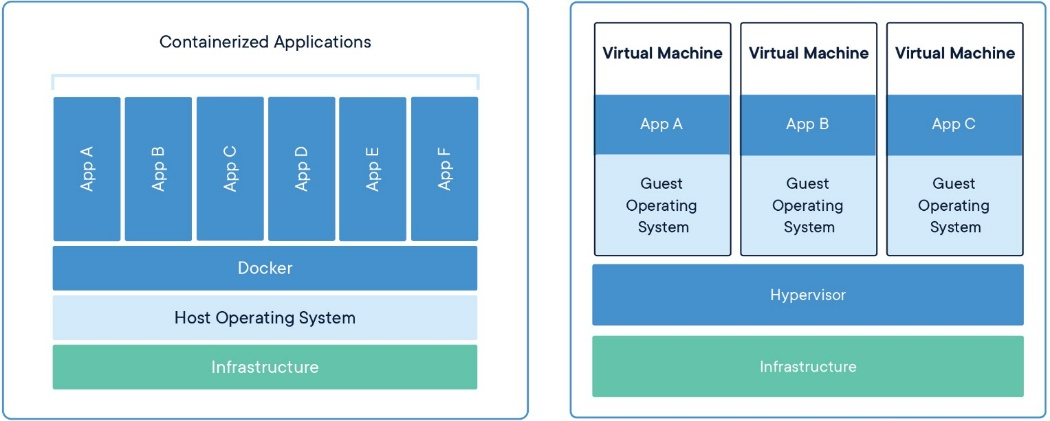 Containerized Applications
App A
App B
App C
App D
App E
App F
Docker
Host Operating System
Infrastructure
Virtual Machine
App A
Guest
Operating
System
Virtual Machine
App B
Guest
Operating
System
Virtual Machine
App C
Guest
Operating
System
Hypervisor
Infrastructure